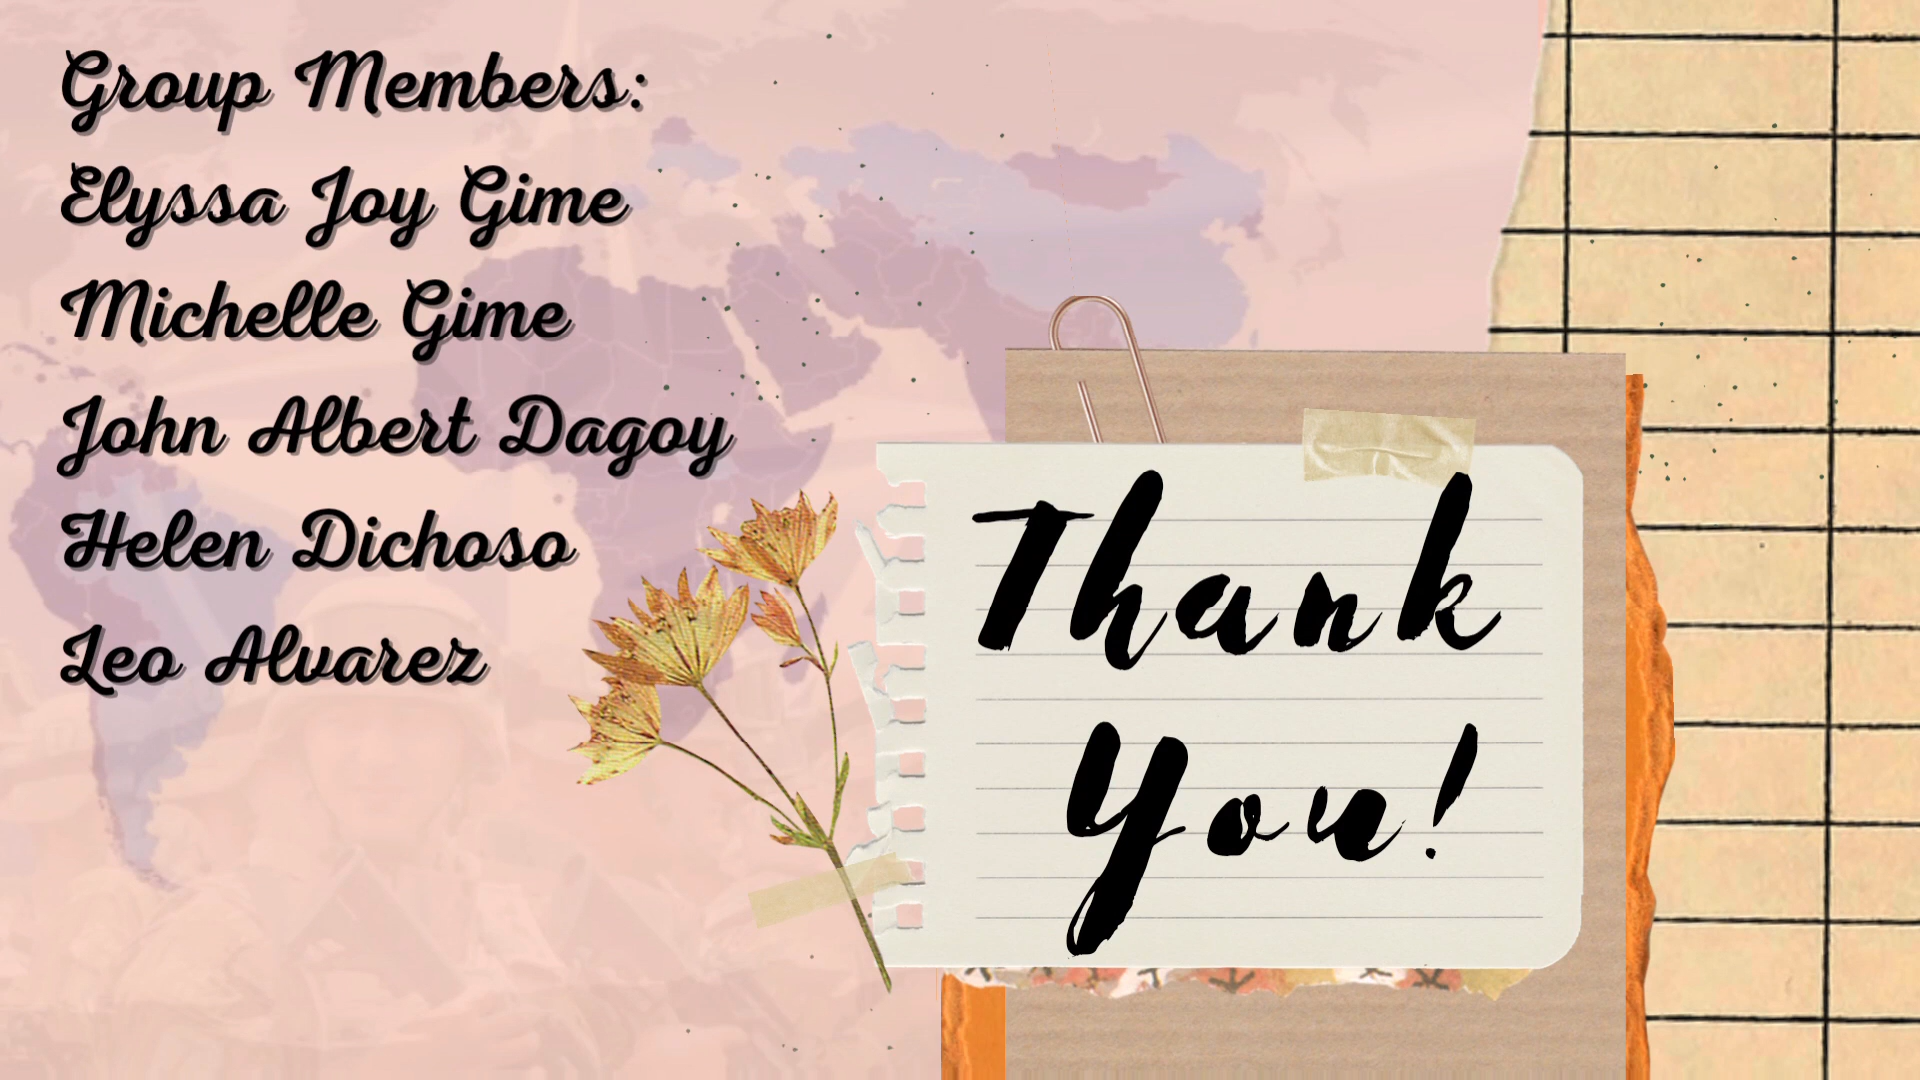 Group Members:
Elyssa Joy Gime
Michelle Gime
John Albert Dagoy
Helen Dichoso
Leo Alvarez
Thank
You!